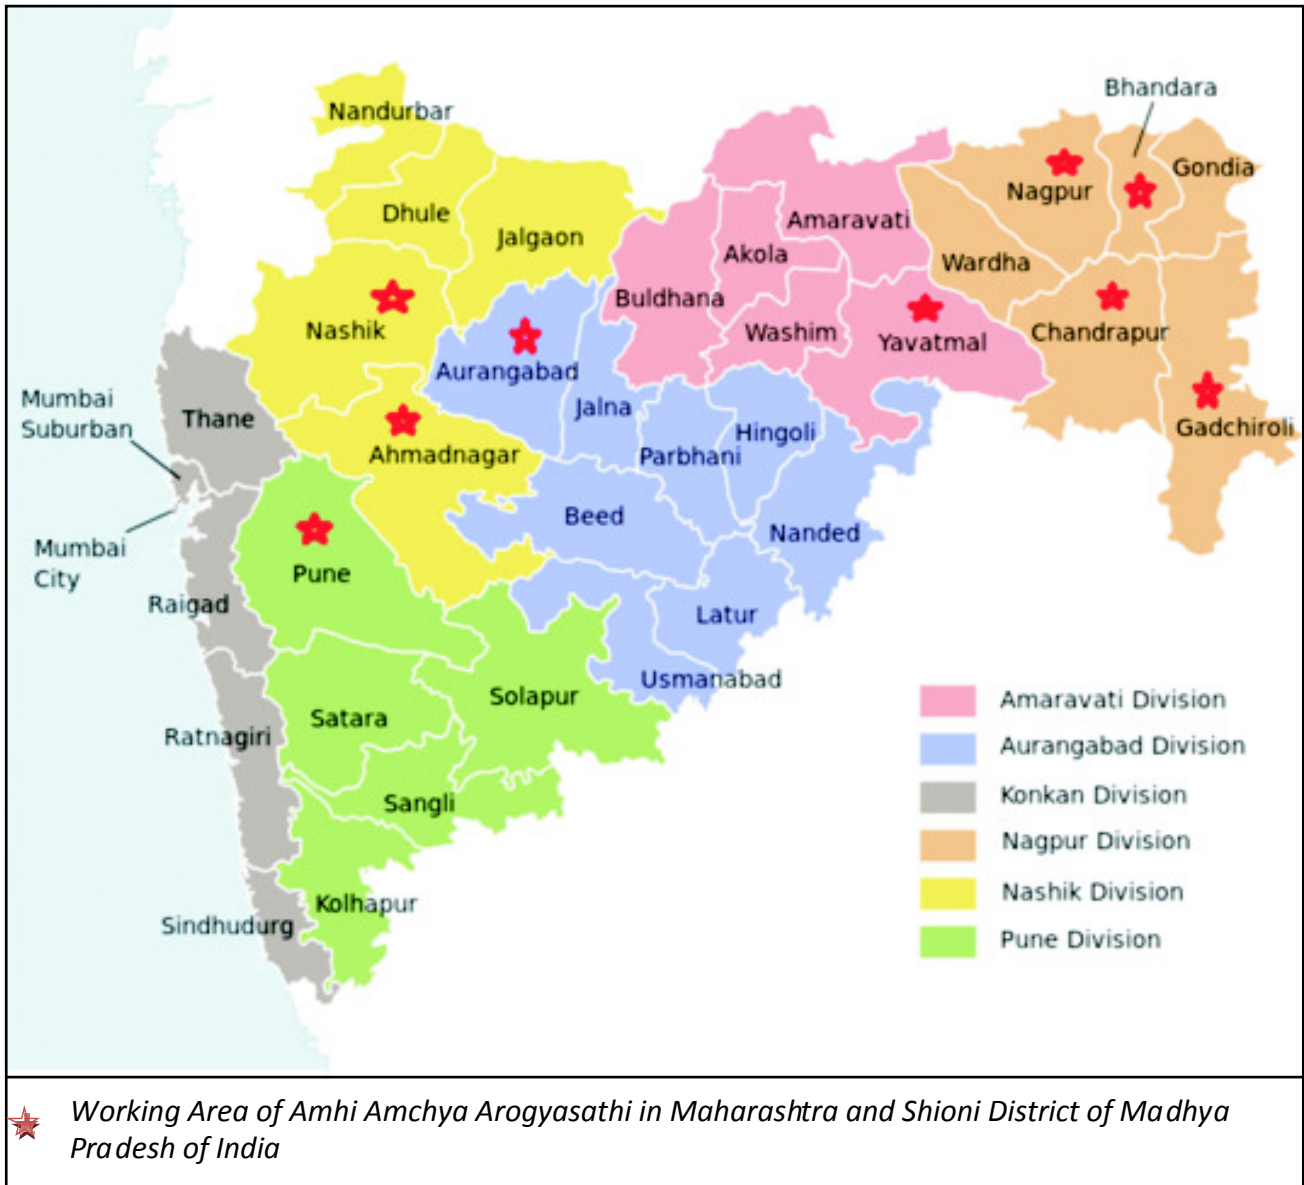 Bhandara
Nandurbar
Gondia
Nagpur
Dhule
Amaravati
Jalgaon
Akola
Wardha
Buldhana
Nashik
Washim
Chandrapur
Yavatmal
Aurangabad
Mumbai
Suburban
Jalna
Thane
Gadchiroli
Hingoli
Ahmadnagar
Parbhani
Beed
Nanded
Mumbai
City
Pune
Raigad
Latur
Usmanabad
Solapur
Amaravati Division
Satara
Ratnagiri
Aurangabad Division
Konkan Division
Sangli
Nagpur Division
Nashik Division
Kolhapur
Sindhudurg
Pune Division
Working Area of Amhi Amchya Arogyasathi in Maharashtra and Shioni District of Madhya
Pradesh of India